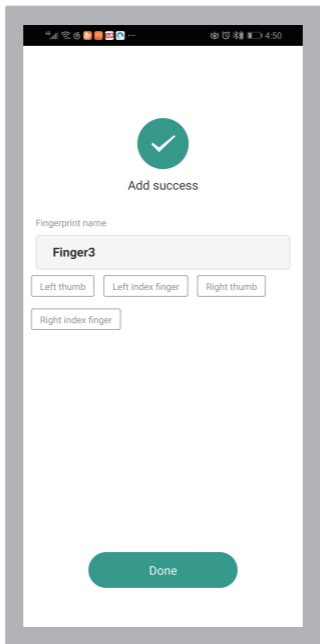 4:50
Add success
Fingerprint name
Finger3
Left thumb Left index finger Right thumb
Right index finger
Done